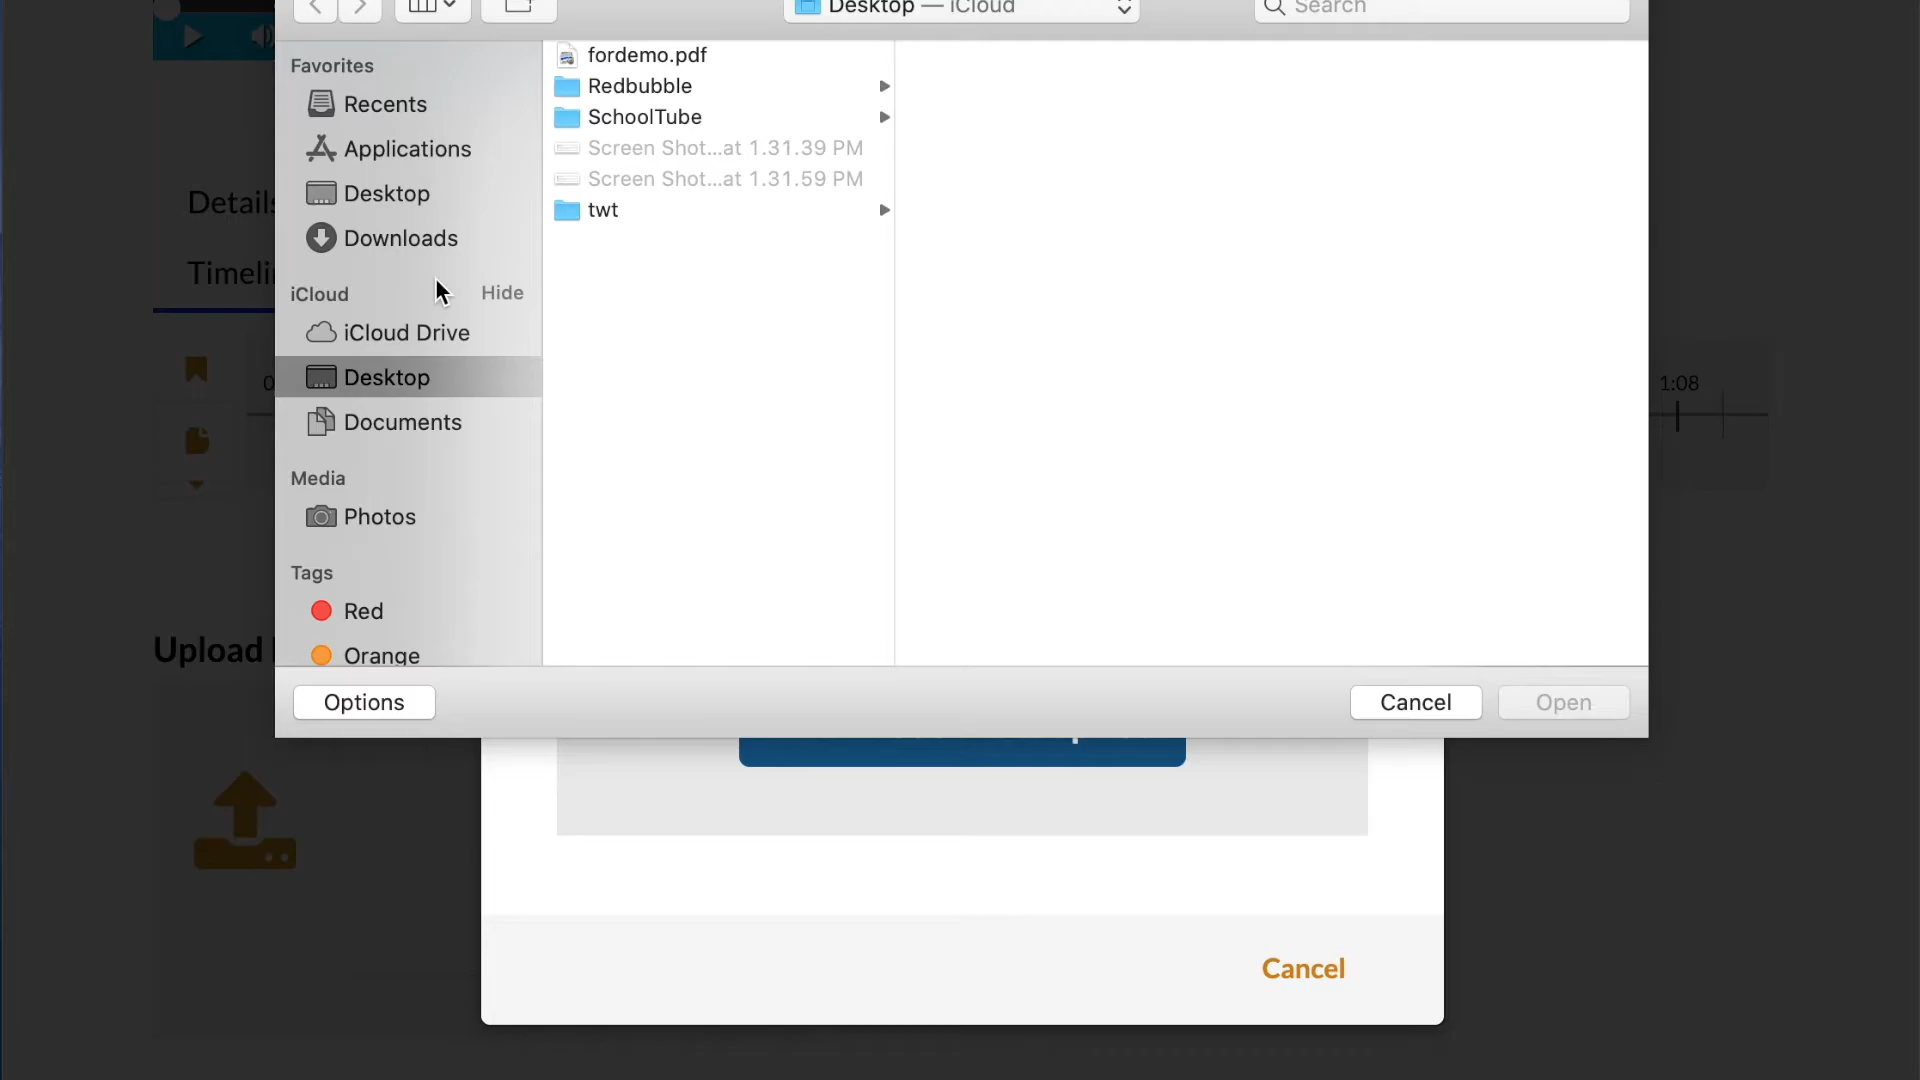 Desktop — iCloud
Search
Favorites
Recents
Applications
Desktop
Downloads
iCloud
Hide
iCloud Drive
Desktop
Documents
Media
Photos
Tags
Red
Orange
fordemo.pdf
Redbubble
SchoolTube
Screen Shot...at 1.31.39 PM
Screen Shot...at 1.31.59 PM
twt
Options
Cancel
Open
Details
1:08
Upload
Cancel